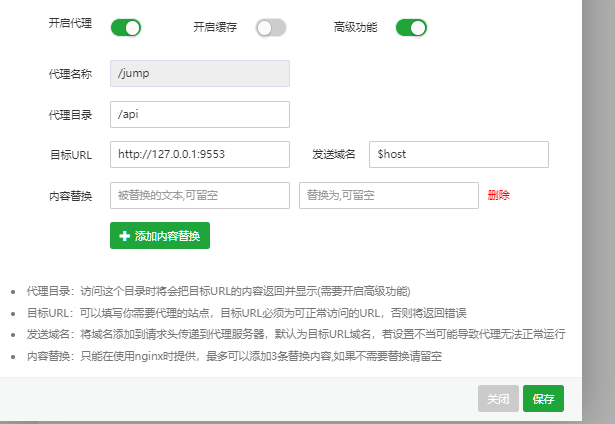 开启代理 开启缓存 高级功能
代理名称 /jump
代理目录 /api
目标URL http://127.0.0.1:9553 发送域名 $host
内容替换 被替换的文本,可留空 替换为,可留空 删除
添加内容替换
代理目录：访问这个目录时将会把目标URL的内容返回并显示(需要开启高级功能)
目标URL：可以填写你需要代理的站点，目标URL必须为可正常访问的URL，否则将返回错误
发送域名：将域名添加到请求头传递到代理服务器，默认为目标URL域名，若设置不当可能导致代理无法正常运行
内容替换：只能在使用nginx时提供，最多可以添加3条替换内容,如果不需要替换请留空
关闭 保存